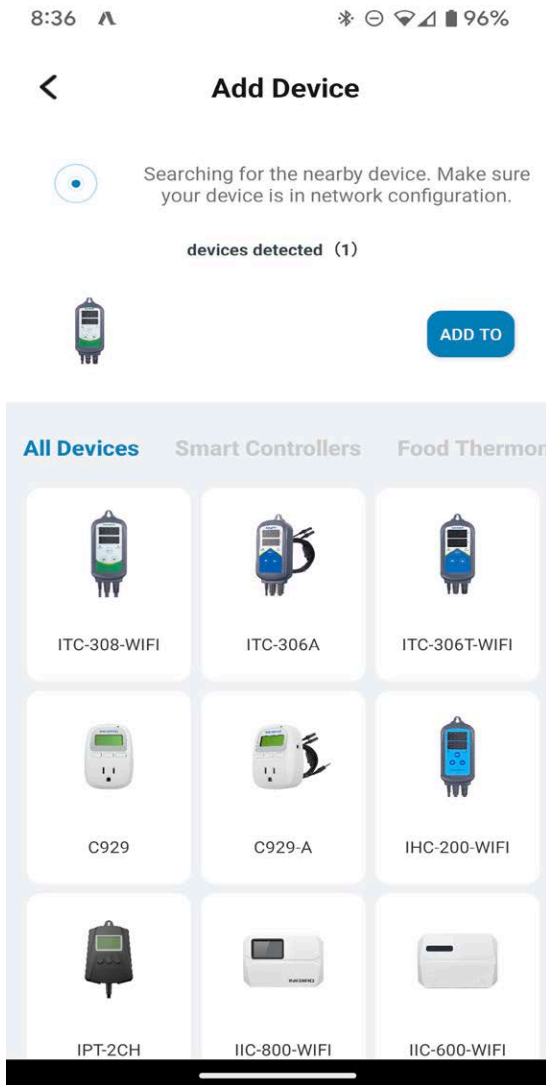 8:36
96%
Add Device
Searching for the nearby device. Make sure
your device is in network configuration.
devices detected（1）
ADD TO
All Devices
Smart Controllers
Food Thermor
ITC-308-WIFI
ITC-306A
ITC-306T-WIFI
C929
C929-A
IHC-200-WIFI
IPT-2CH
IIC-800-WIFI
IIC-600-WIFI